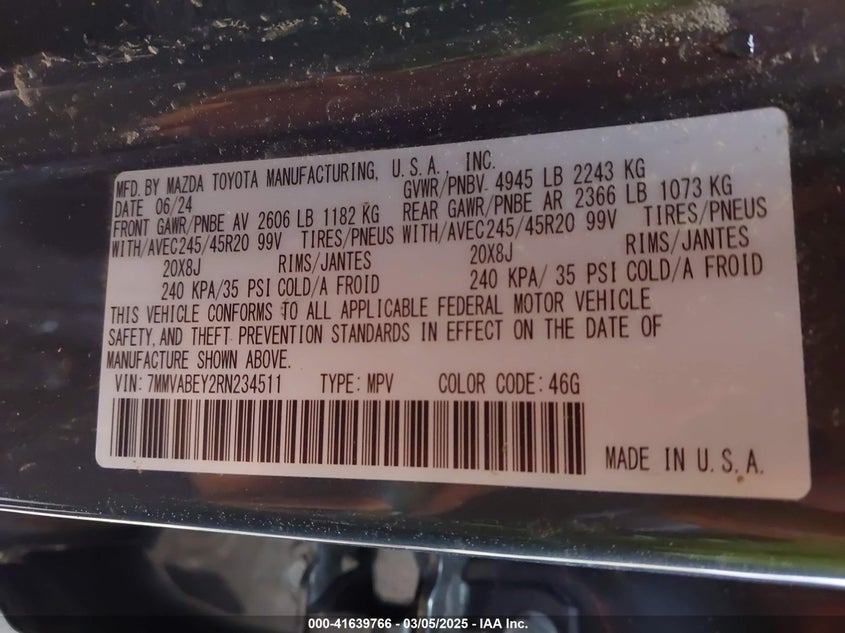 MFD. BY MAZDA TOYOTA MANUFACTURING, U.S.A., INC.
DATE 06/24 GVWR/PNBV 4945 LB 2243 KG
FRONT GAWR/PNBE AV 2606 LB 1182 KG REAR GAWR/PNBE AR 2366 LB 1073 KG
WITH/AVEC245/45R20 99V TIRES/PNEUS WITH/AVEC245/45R20 99V TIRES/PNEUS
20X8J RIMS/JANTES 20X8J RIMS/JANTES
240 KPA/35 PSI COLD/A FROID 240 KPA/ 35 PSI COLD/A FROID
THIS VEHICLE CONFORMS TO ALL APPLICABLE FEDERAL MOTOR VEHICLE
SAFETY, AND THEFT PREVENTION STANDARDS IN EFFECT ON THE DATE OF
MANUFACTURE SHOWN ABOVE.
VIN: 7MMVABEY2RN234511 TYPE: MPV COLOR CODE: 46G
MADE IN U.S.A.
000-41639766 - 03/05/2025 - IAA Inc.